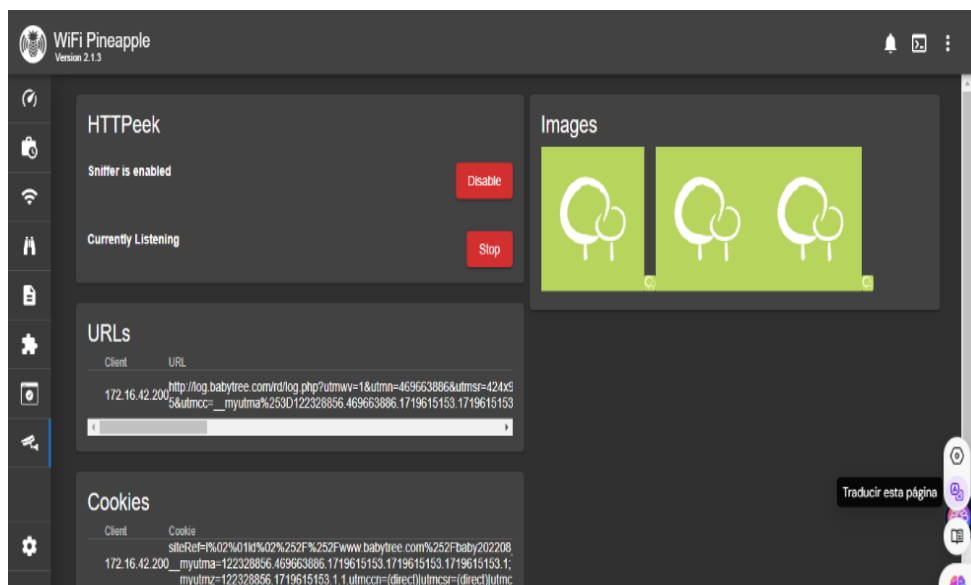 WiFi Pineapple
Version 2.1.3
HTTPeek
Sniffer is enabled
Disable
Currently Listening
Stop
Images
URLs
Client URL
172.16.42.200 http://log.babytree.com/rd/log.php?utmwv=1&utmn=469663886&utmsr=424x9
5&utmcc=__myutma%253D122328856.469663886.1719615153.1719615153
Cookies
Client Cookie
siteRef=l%02%01ld%02%252F%252Fwww.babytree.com%252Fbaby202208
172.16.42.200 __myutma=122328856.469663886.1719615153.1719615153.1719615153.1;
__myutmz=122328856.1719615153.1.1.utmccn=(direct)|utmcsr=(direct)|utmc
Traducir esta página